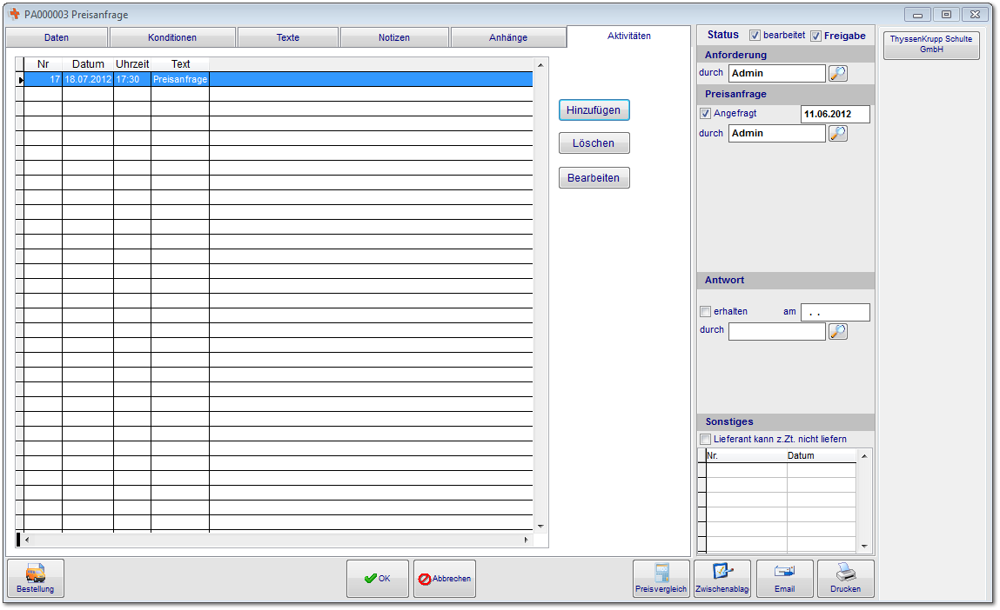 PA000003 Preisanfrage
Daten Konditionen Texte Notizen Anhänge Aktivitäten
Nr Datum Uhrzeit Text
17 18.07.2012 17:30 Preisanfrage
Hinzufügen
Löschen
Bearbeiten
Status bearbeitet Freigabe
Anforderung
durch Admin
Preisanfrage
Angefragt 11.06.2012
durch Admin
Antwort
erhalten am . .
durch
Sonstiges
Lieferant kann z.Zt. nicht liefern
Nr. Datum
ThyssenKrupp Schulte
GmbH
Bestellung
OK
Abbrechen
Preisvergleich
Zwischenablag
Email
Drucken